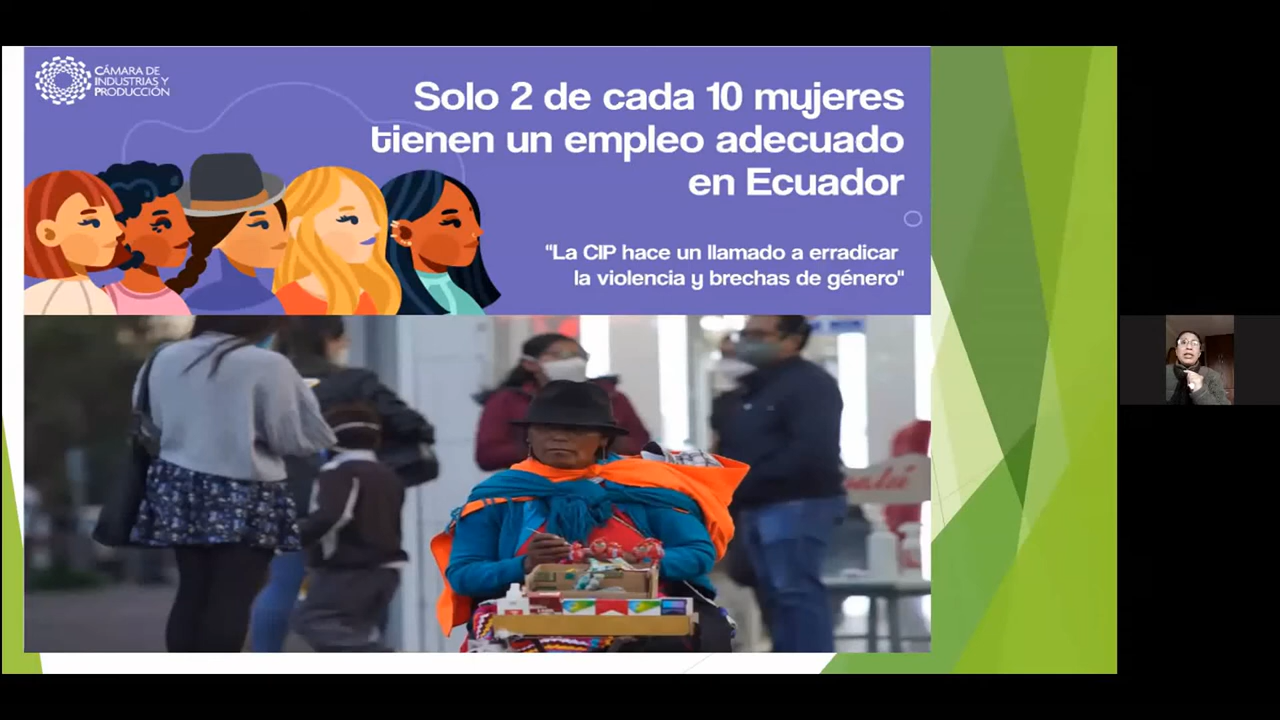 CÁMARA DE
INDUSTRIAS Y
PRODUCCIÓN
Solo 2 de cada 10 mujeres
tienen un empleo adecuado
en Ecuador
"La CIP hace un llamado a erradicar
la violencia y brechas de género"